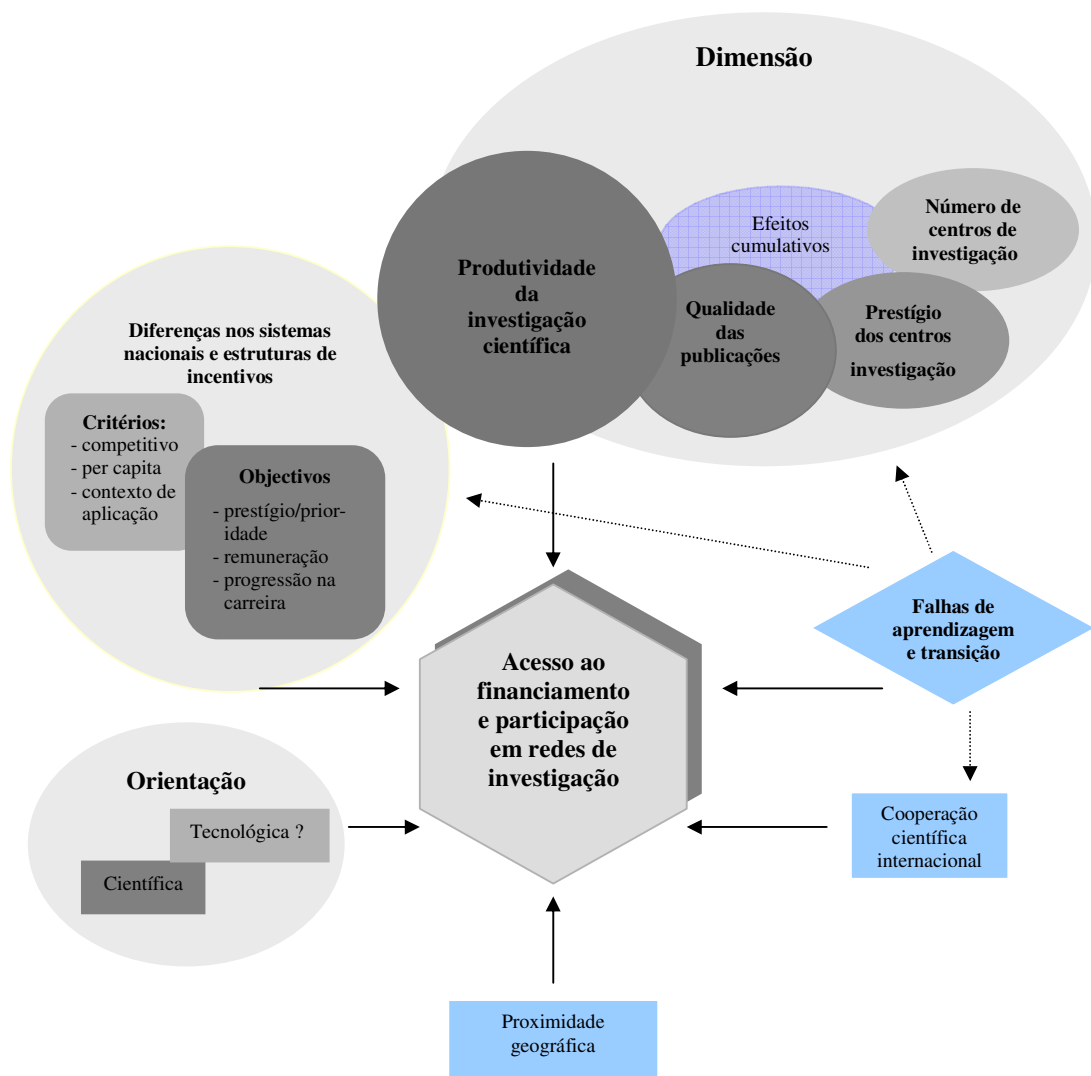 Dimensão
Número de
centros de
investigação
Efeitos
cumulativos
Produtividade
da
investigação
científica
Qualidade
das
publicações
Prestígio
dos centros
investigação
Diferenças nos sistemas
nacionais e estruturas de
incentivos
Critérios:
- competitivo
- per capita
- contexto de
aplicação
Objectivos
- prestígio/prior-
idade
- remuneração
- progressão na
carreira
Falhas de
aprendizagem
e transição
Acesso ao
financiamento
e participação
em redes de
investigação
Orientação
Tecnológica ?
Científica
Cooperação
científica
internacional
Proximidade
geográfica